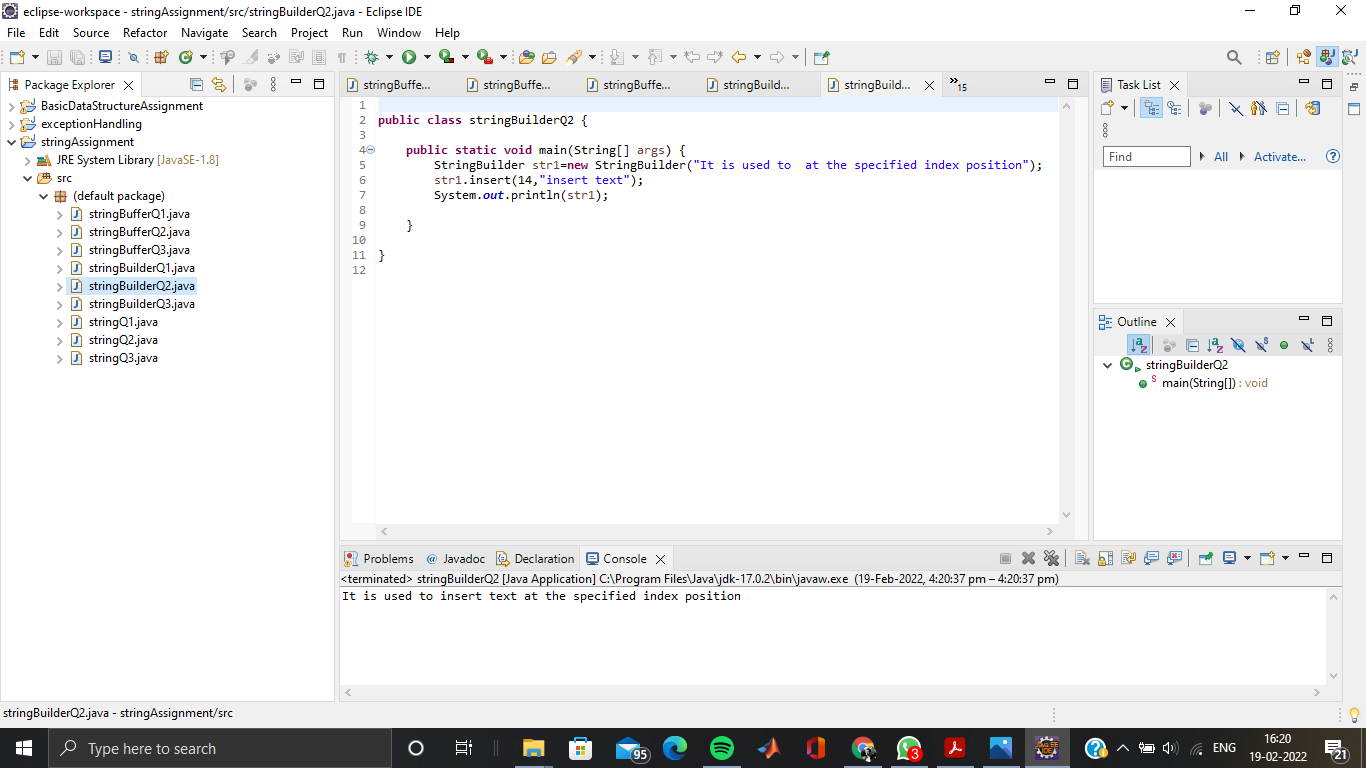 eclipse-workspace - stringAssignment/src/stringBuilderQ2.java - Eclipse IDE
File Edit Source Refactor Navigate Search Project Run Window Help
Package Explorer
BasicDataStructureAssignment
exceptionHandling
stringAssignment
JRE System Library [JavaSE-1.8]
src
(default package)
stringBufferQ1.java
stringBufferQ2.java
stringBufferQ3.java
stringBuilderQ1.java
stringBuilderQ2.java
stringBuilderQ3.java
stringQ1.java
stringQ2.java
stringQ3.java
stringBuffe... stringBuffe... stringBuffe... stringBuild... stringBuild... »15
1
2 public class stringBuilderQ2 {
3
4 public static void main(String[] args) {
5 StringBuilder str1=new StringBuilder("It is used to  at the specified index position");
6 str1.insert(14,"insert text");
7 System.out.println(str1);
8
9 }
10
11 }
12
Task List
Find All Activate...
Outline
stringBuilderQ2
main(String[]) : void
Problems @ Javadoc Declaration Console
<terminated> stringBuilderQ2 [Java Application] C:\Program Files\Java\jdk-17.0.2\bin\javaw.exe (19-Feb-2022, 4:20:37 pm – 4:20:37 pm)
It is used to insert text at the specified index position
stringBuilderQ2.java - stringAssignment/src
Type here to search
95
3
ENG
16:20
19-02-2022
21